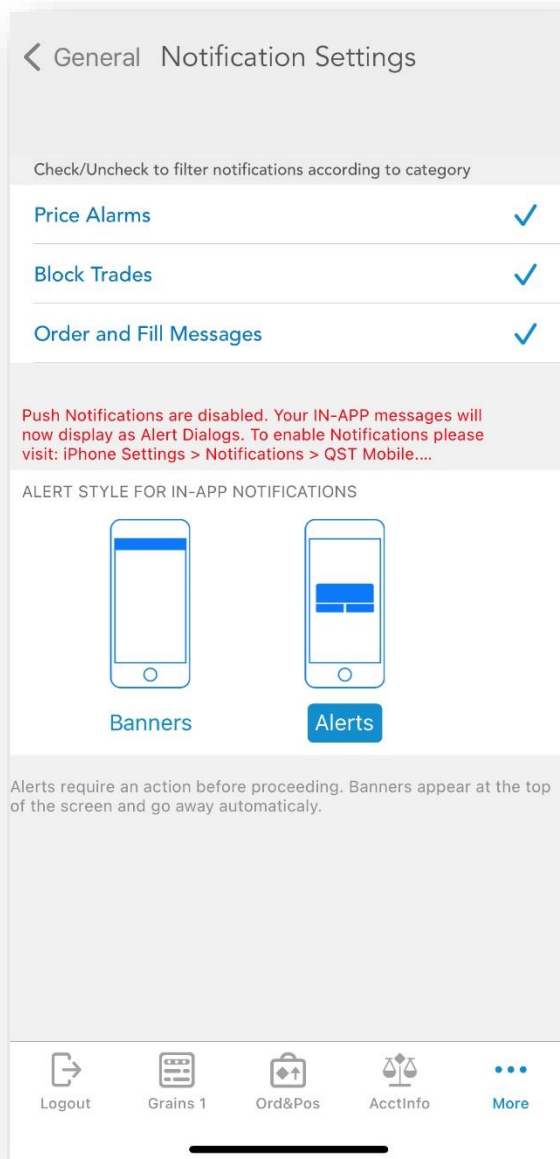 General Notification Settings
Check/Uncheck to filter notifications according to category
Price Alarms
Block Trades
Order and Fill Messages
Push Notifications are disabled. Your IN-APP messages will
now display as Alert Dialogs. To enable Notifications please
visit: iPhone Settings > Notifications > QST Mobile....
ALERT STYLE FOR IN-APP NOTIFICATIONS
Banners Alerts
Alerts require an action before proceeding. Banners appear at the top
of the screen and go away automaticaly.
Logout Grains 1 Ord&Pos AcctInfo More